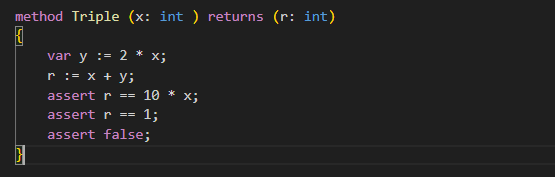 method Triple (x: int ) returns (r: int)
{
    var y := 2 * x;
    r := x + y;
    assert r == 10 * x;
    assert r == 1;
    assert false;
}